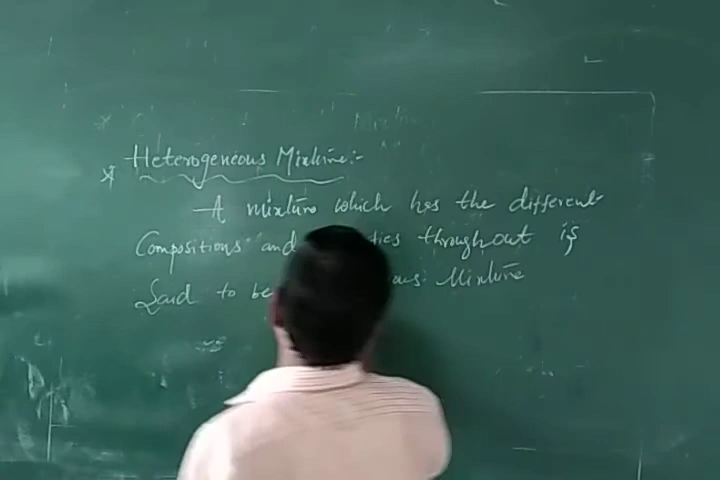 * Heterogeneous Mixture:-
A mixture which has the different
Compositions and ties throughout is
Said to be ous Mixture